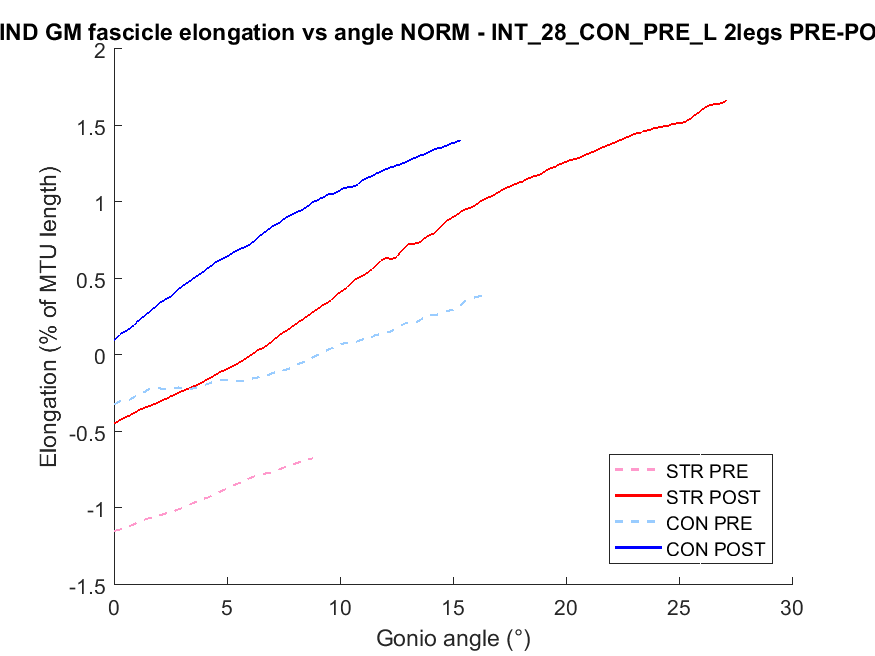 IND GM fascicle elongation vs angle NORM - INT_28_CON_PRE_L 2legs PRE-PO
2
1.5
1
0.5
0
-0.5
-1
-1.5
Elongation (% of MTU length)
0 5 10 15 20 25 30
Gonio angle (°)
STR PRE
STR POST
CON PRE
CON POST